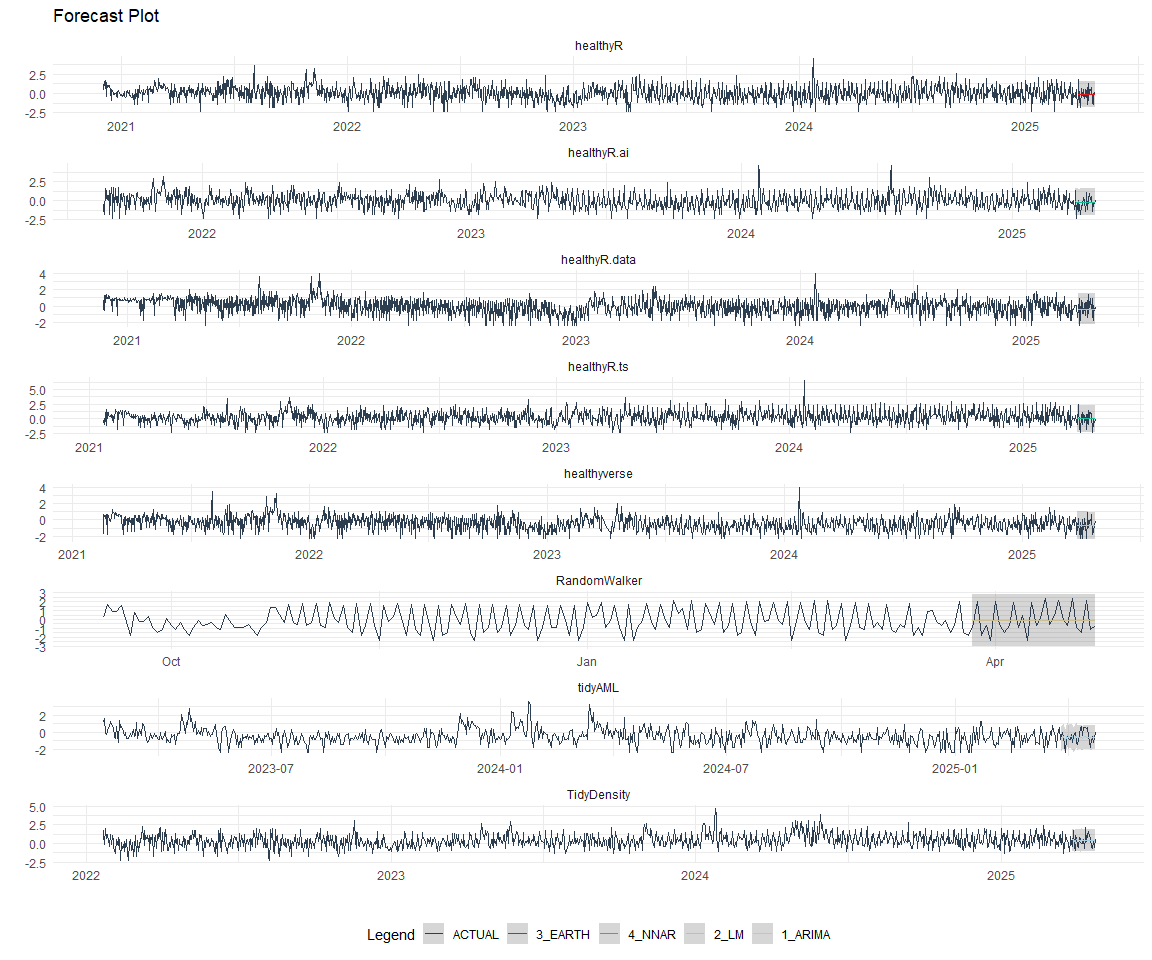 Forecast Plot
healthyR
2.5
0.0
-2.5
2021 2022 2023 2024 2025
healthyR.ai
2.5
0.0
-2.5
2022 2023 2024 2025
healthyR.data
4
2
0
-2
2021 2022 2023 2024 2025
healthyR.ts
5.0
2.5
0.0
-2.5
2021 2022 2023 2024 2025
healthyverse
4
2
0
-2
2021 2022 2023 2024 2025
RandomWalker
3
2
1
0
-1
-2
-3
Oct Jan Apr
tidyAML
2
0
-2
2023-07 2024-01 2024-07 2025-01
TidyDensity
5.0
2.5
0.0
-2.5
2022 2023 2024 2025
Legend ACTUAL 3_EARTH 4_NNAR 2_LM 1_ARIMA